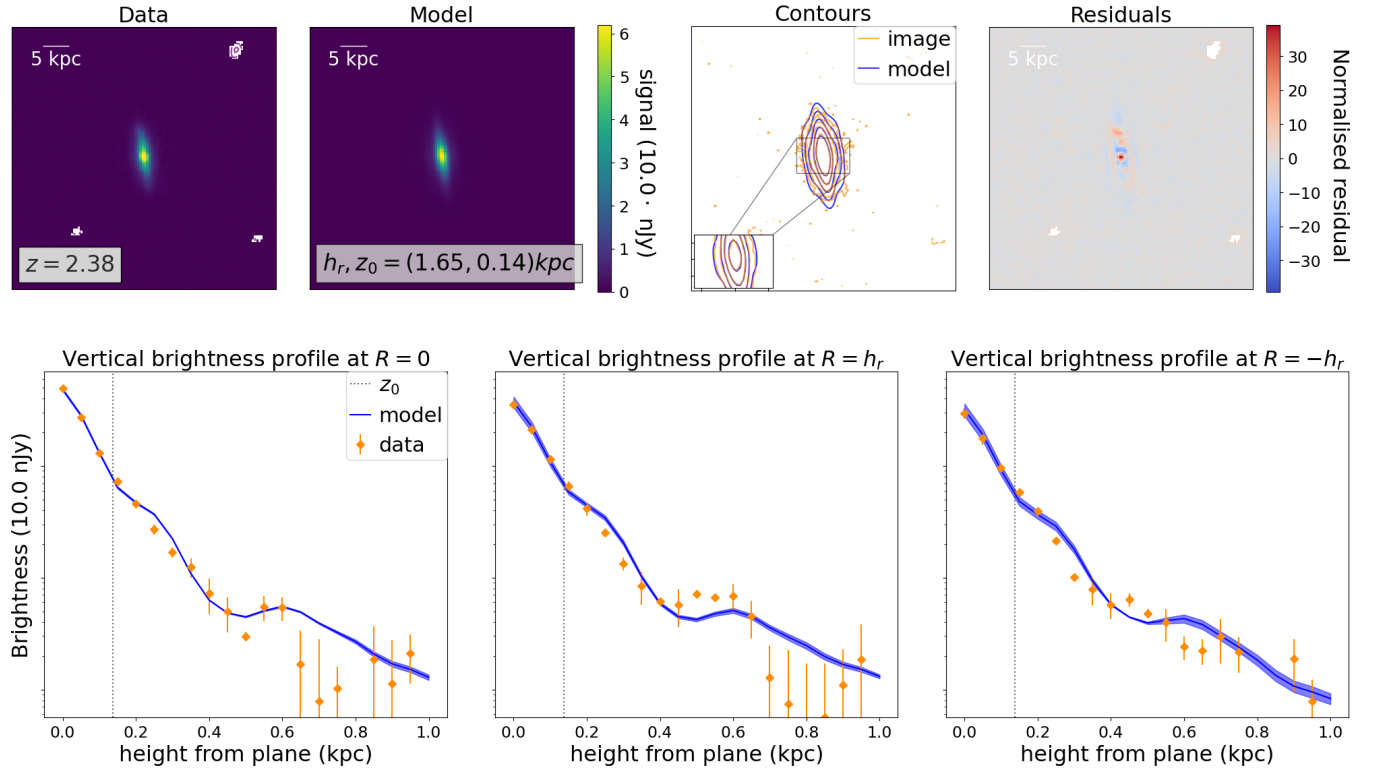 Data
Model
Contours
Residuals
5 kpc
5 kpc
5 kpc
z = 2.38
h_r, z_0 = (1.65, 0.14)kpc
6
5
4
3
2
1
0
signal (10.0 · nJy)
image
model
30
20
10
0
−10
−20
−30
Normalised residual
Vertical brightness profile at R = 0
Vertical brightness profile at R = h_r
Vertical brightness profile at R = −h_r
z_0
model
data
Brightness (10.0 nJy)
0.0 0.2 0.4 0.6 0.8 1.0
0.0 0.2 0.4 0.6 0.8 1.0
0.0 0.2 0.4 0.6 0.8 1.0
height from plane (kpc)
height from plane (kpc)
height from plane (kpc)